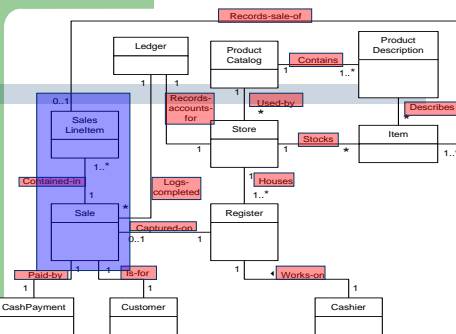 Records-sale-of
Ledger
Product
Catalog
Product
Description
Contains
1
1..*
0..1
1
1
1
1
Records-
accounts-
for
Used-by
*
Describes
*
Sales
LineItem
Store
Item
Stocks
1
1
*
1..*
1..*
1
Contained-in
1
Logs-
completed
*
Houses
1..*
Sale
Register
Captured-on
0..1
1
1
1
1
Paid-by
Is-for
Works-on
1
1
1
CashPayment
Customer
Cashier